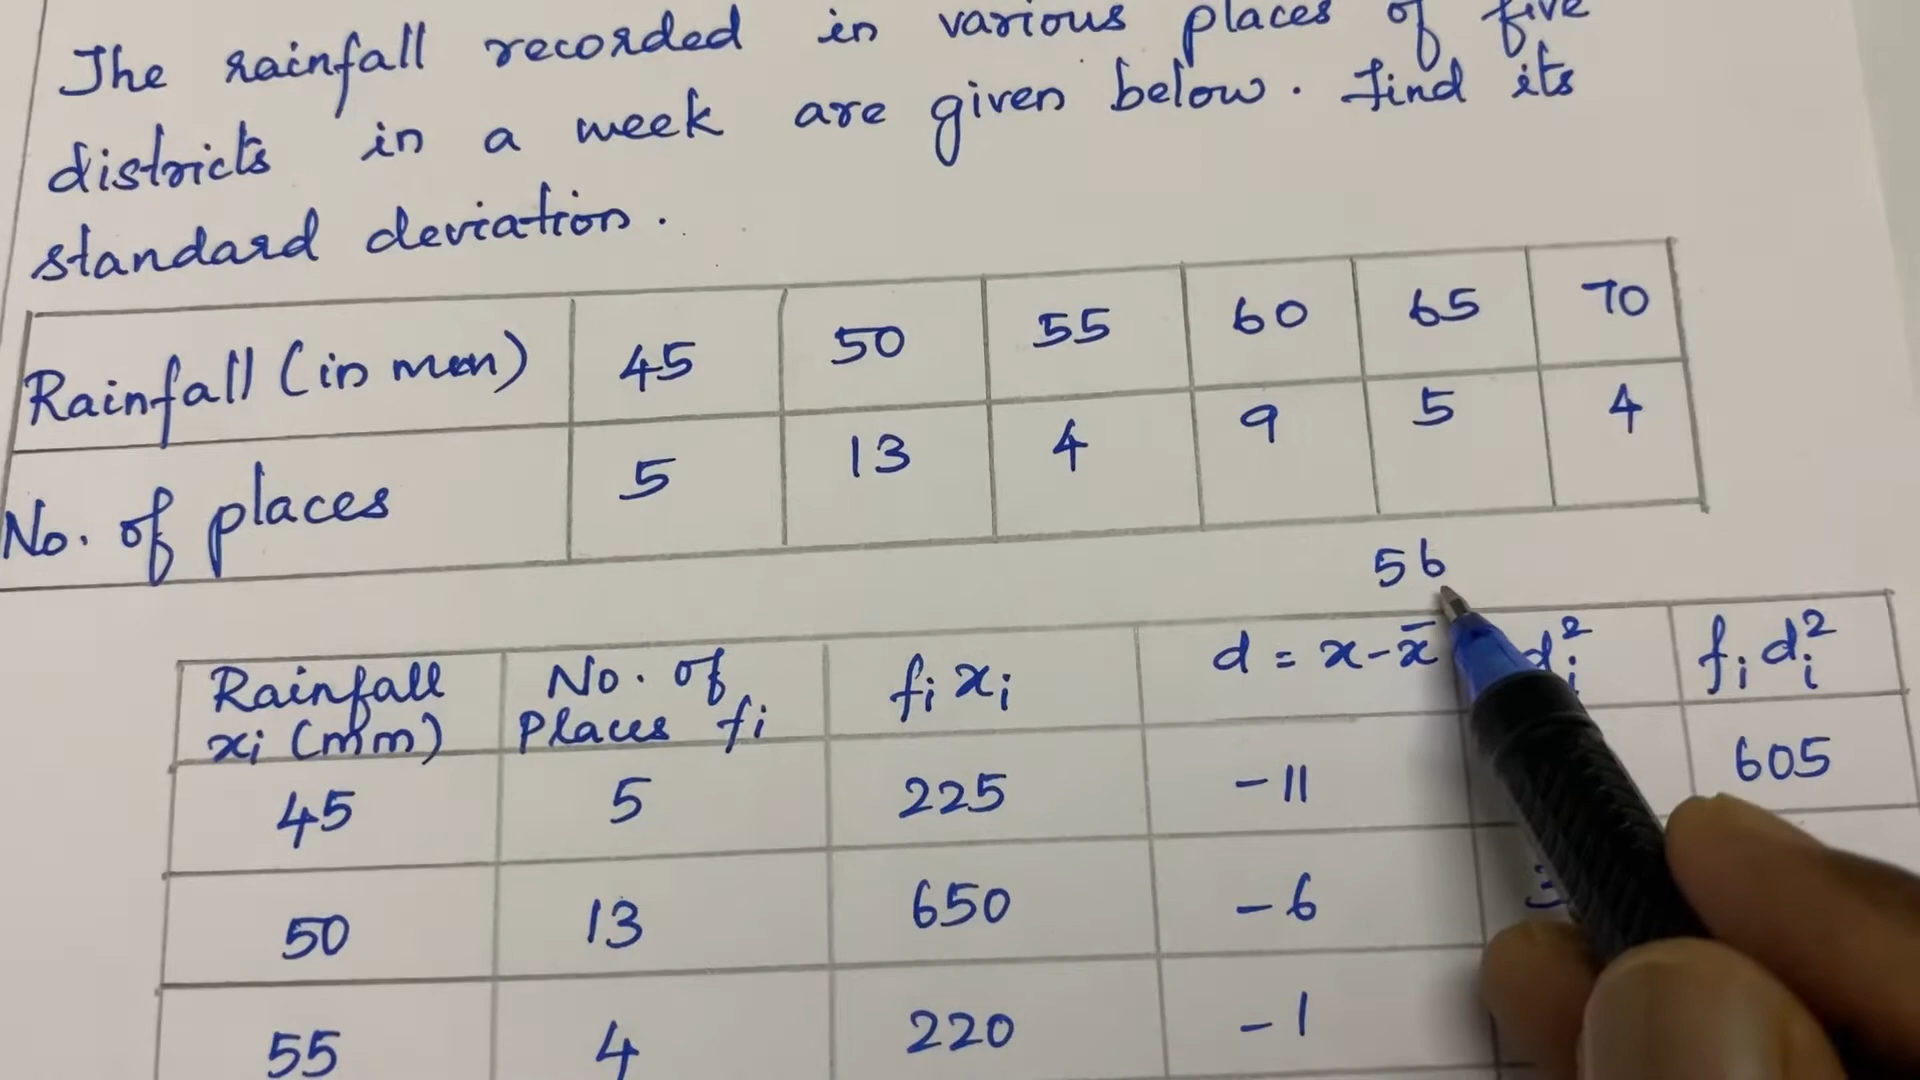 The rainfall recorded in various places of five
districts in a week are given below. Find its
standard deviation.
Rainfall (in mm) 45 50 55 60 65 70
No. of places 5 13 4 9 5 4
56
Rainfall xi (mm) No. of Places fi fi xi d = x - x̄ di² fi di²
45 5 225 -11 605
50 13 650 -6 3
55 4 220 -1